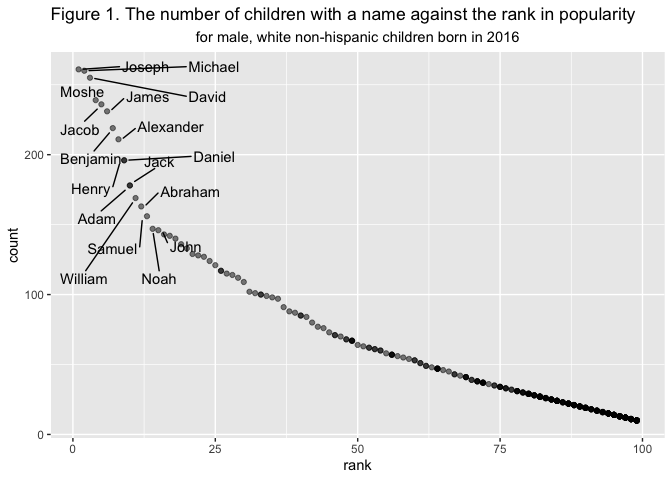 Figure 1. The number of children with a name against the rank in popularity
for male, white non-hispanic children born in 2016
Joseph Michael
Moshe James David
Jacob Alexander
Benjamin Daniel
Jack
Henry Abraham
Adam
Samuel John
William Noah
200
100
0
count
0 25 50 75 100
rank